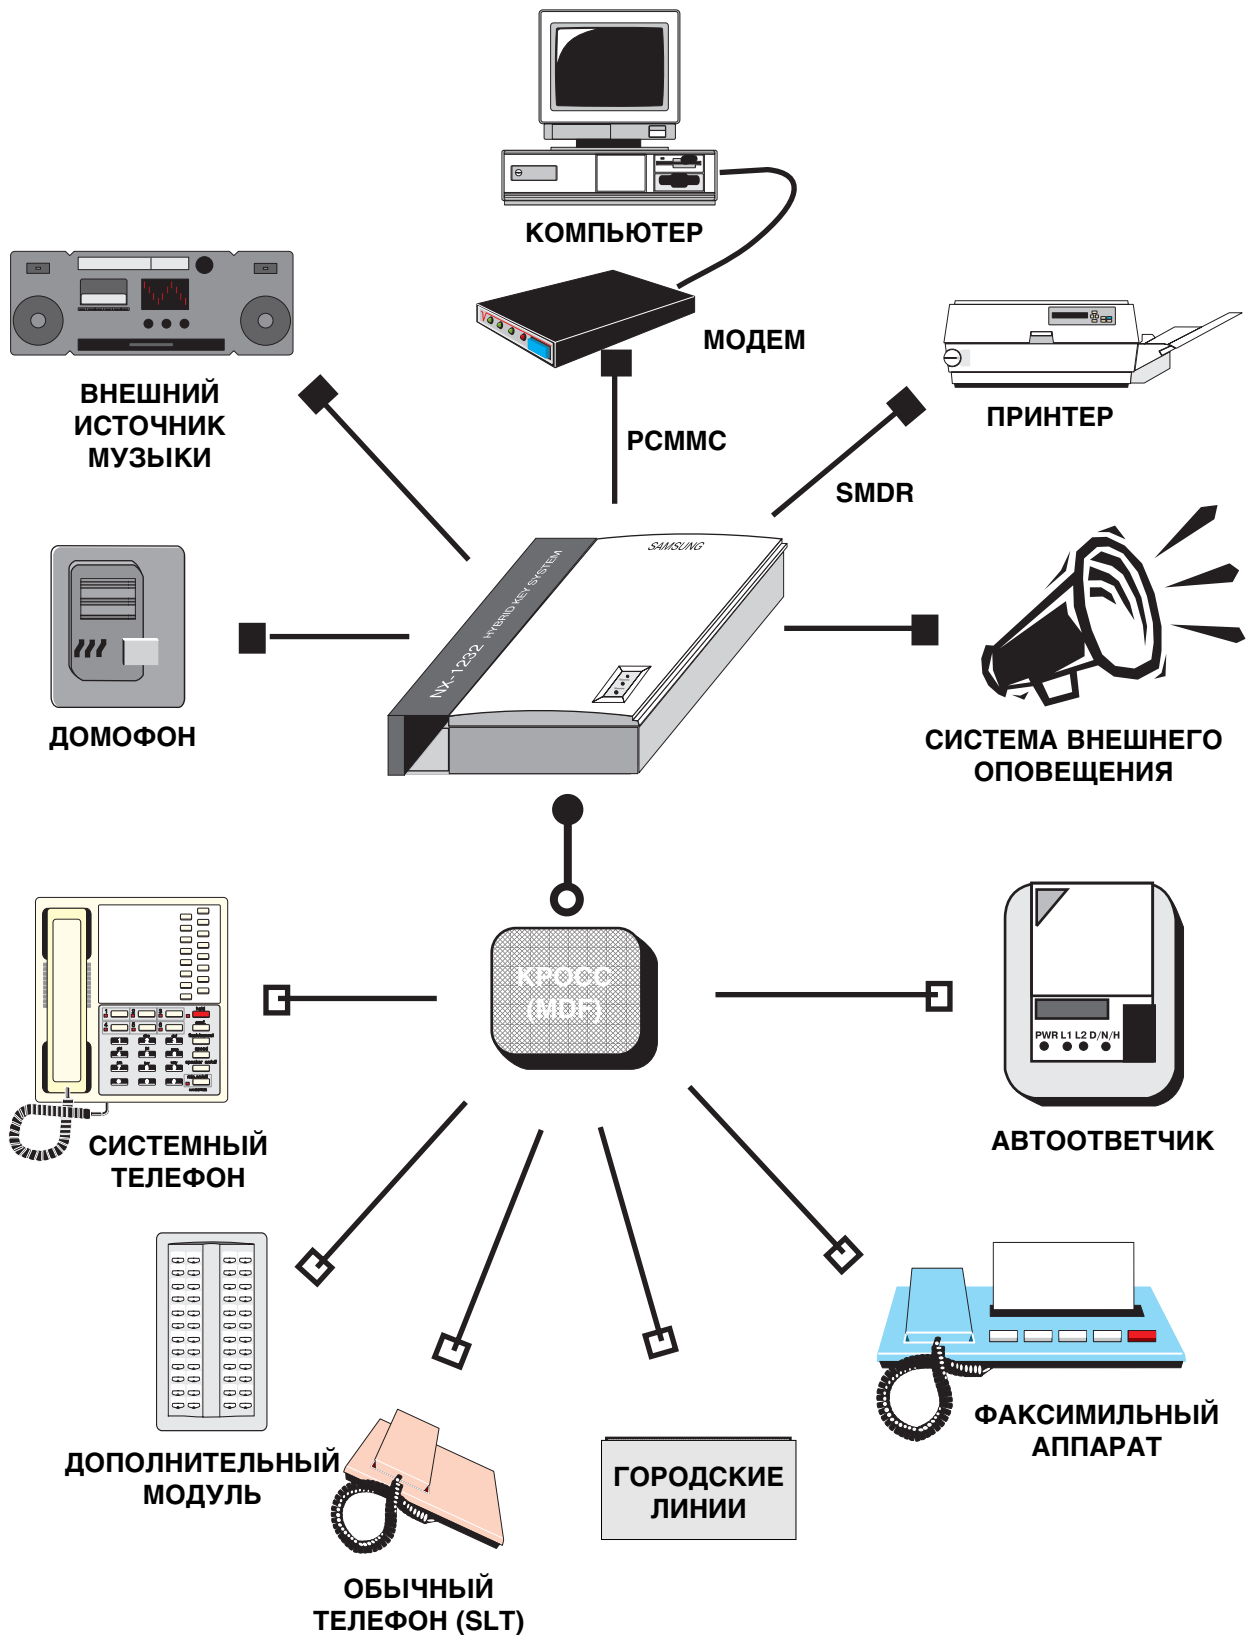 КОМПЬЮТЕР
МОДЕМ
ВНЕШНИЙ
ИСТОЧНИК
МУЗЫКИ
ПРИНТЕР
PCMMC
SMDR
SAMSUNG
NX-1232 HYBRID KEY SYSTEM
ДОМОФОН
СИСТЕМА ВНЕШНЕГО
ОПОВЕЩЕНИЯ
КРОСС
(MDF)
PWR L1 L2 D/N/H
СИСТЕМНЫЙ
ТЕЛЕФОН
АВТООТВЕТЧИК
ДОПОЛНИТЕЛЬНЫЙ
МОДУЛЬ
ГОРОДСКИЕ
ЛИНИИ
ФАКСИМИЛЬНЫЙ
АППАРАТ
ОБЫЧНЫЙ
ТЕЛЕФОН (SLT)